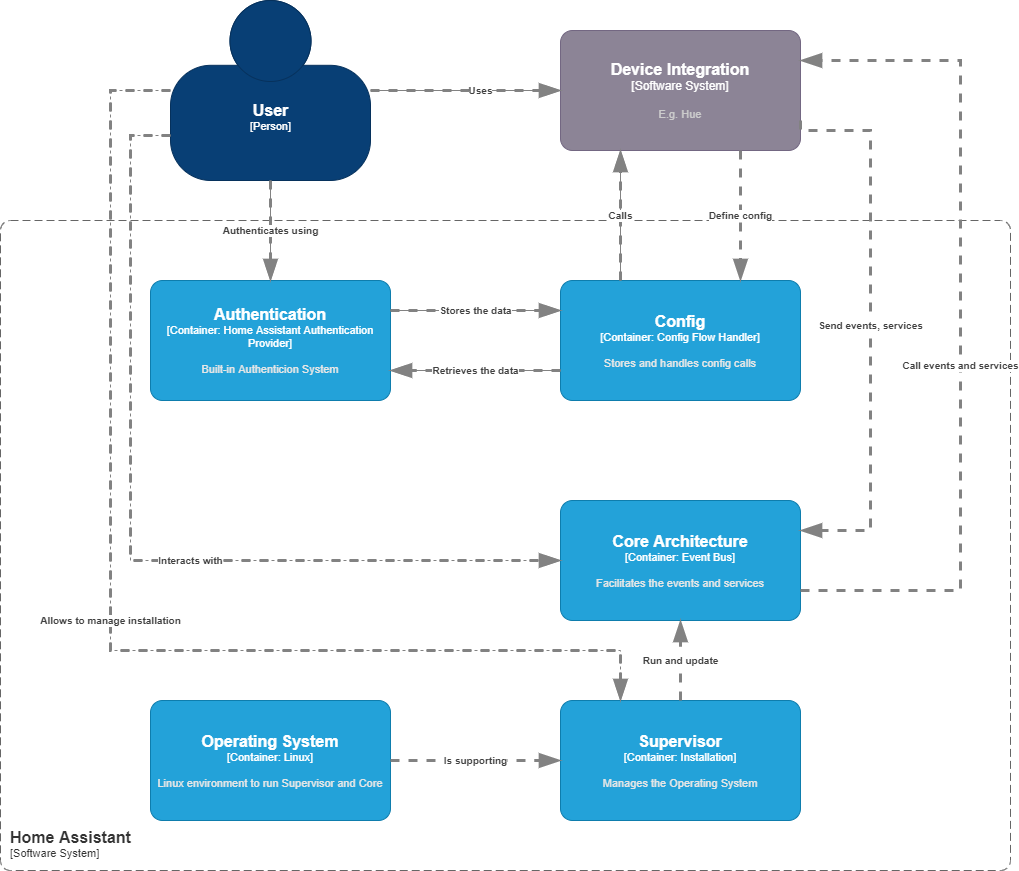 User
[Person]
Uses
Device Integration
[Software System]
E.g. Hue
Calls
Define config
Authenticates using
Authentication
[Container: Home Assistant Authentication
Provider]
Built-in Authenticion System
Stores the data
Retrieves the data
Config
[Container: Config Flow Handler]
Stores and handles config calls
Send events, services
Call events and services
Core Architecture
[Container: Event Bus]
Facilitates the events and services
Interacts with
Allows to manage installation
Run and update
Operating System
[Container: Linux]
Linux environment to run Supervisor and Core
Is supporting
Supervisor
[Container: Installation]
Manages the Operating System
Home Assistant
[Software System]